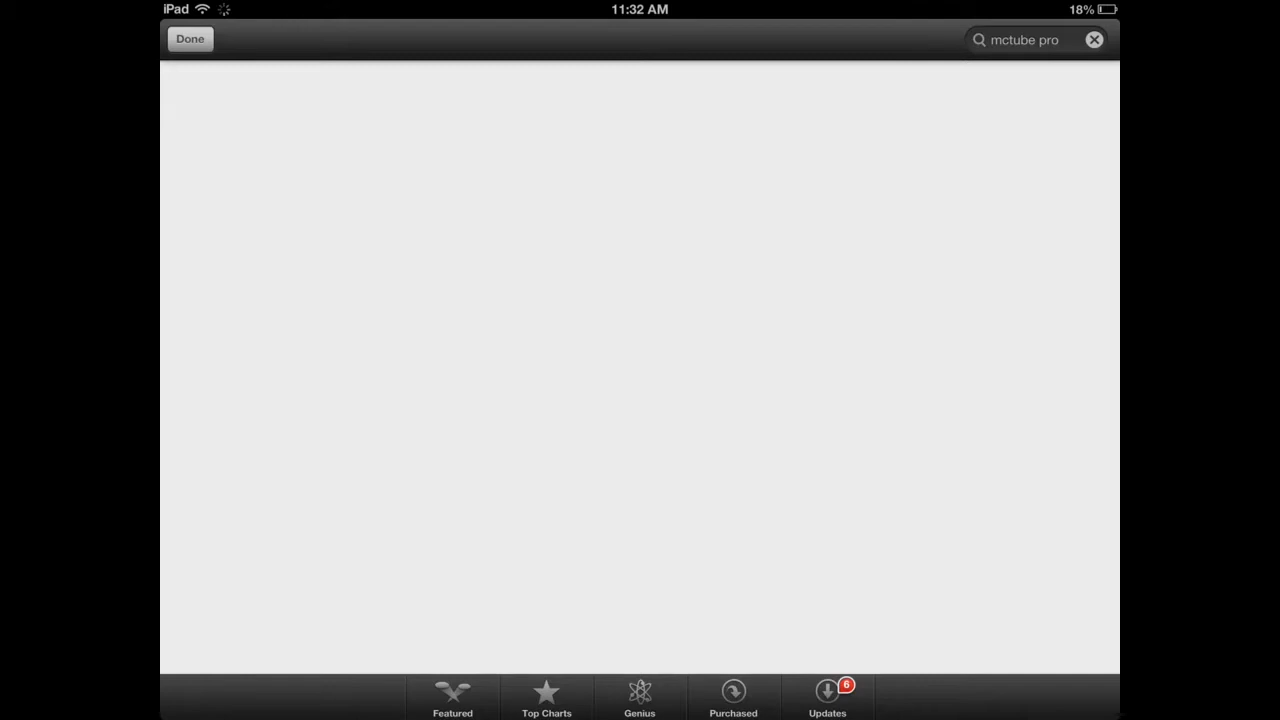 iPad 11:32 AM 18%
Done mctube pro
6
Featured Top Charts Genius Purchased Updates